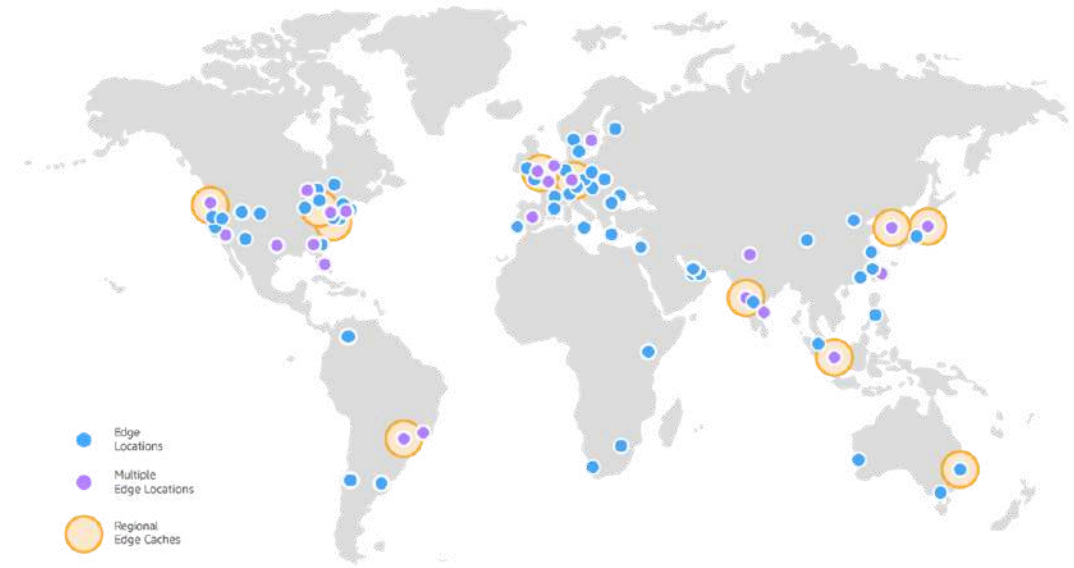 Edge
Locations
Multiple
Edge Locations
Regional
Edge Caches